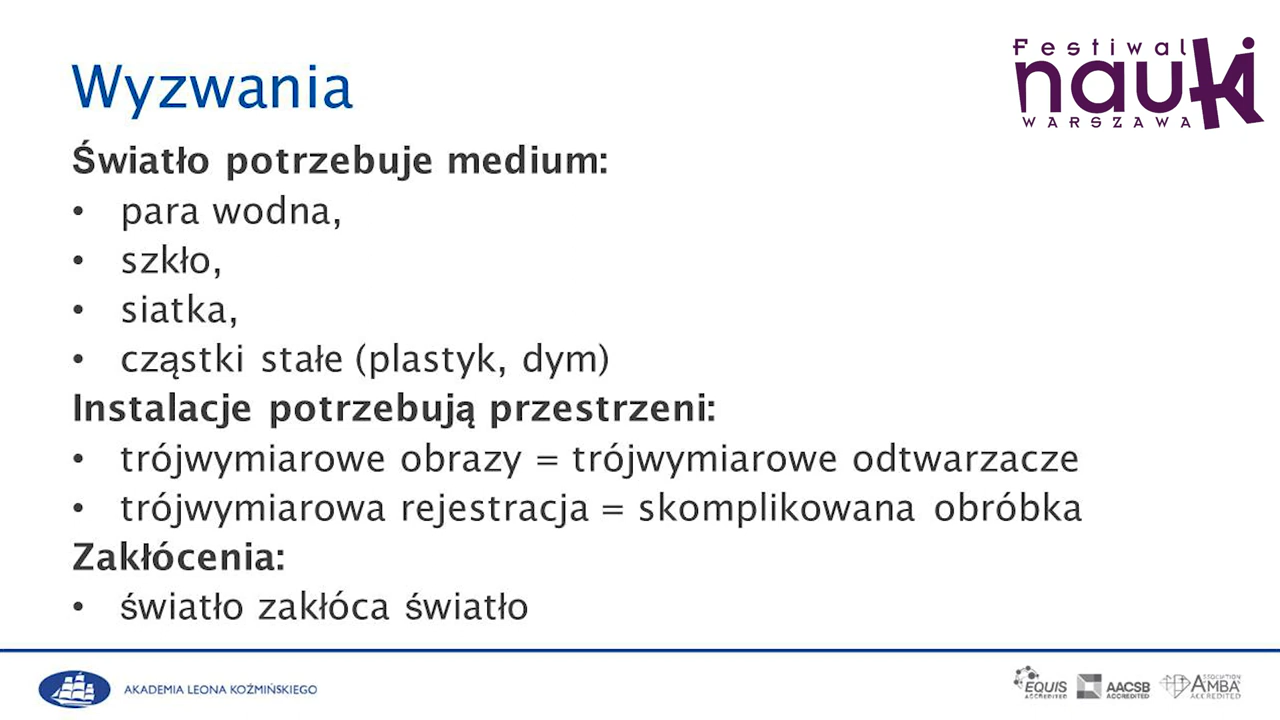 Festiwal
nauki
WARSZAWA
Wyzwania
Światło potrzebuje medium:
• para wodna,
• szkło,
• siatka,
• cząstki stałe (plastyk, dym)
Instalacje potrzebują przestrzeni:
• trójwymiarowe obrazy = trójwymiarowe odtwarzacze
• trójwymiarowa rejestracja = skomplikowana obróbka
Zakłócenia:
• światło zakłóca światło
AKADEMIA LEONA KOŹMIŃSKIEGO
EQUIS
ACCREDITED
AACSB
ACCREDITED
AMBA
ACCREDITED